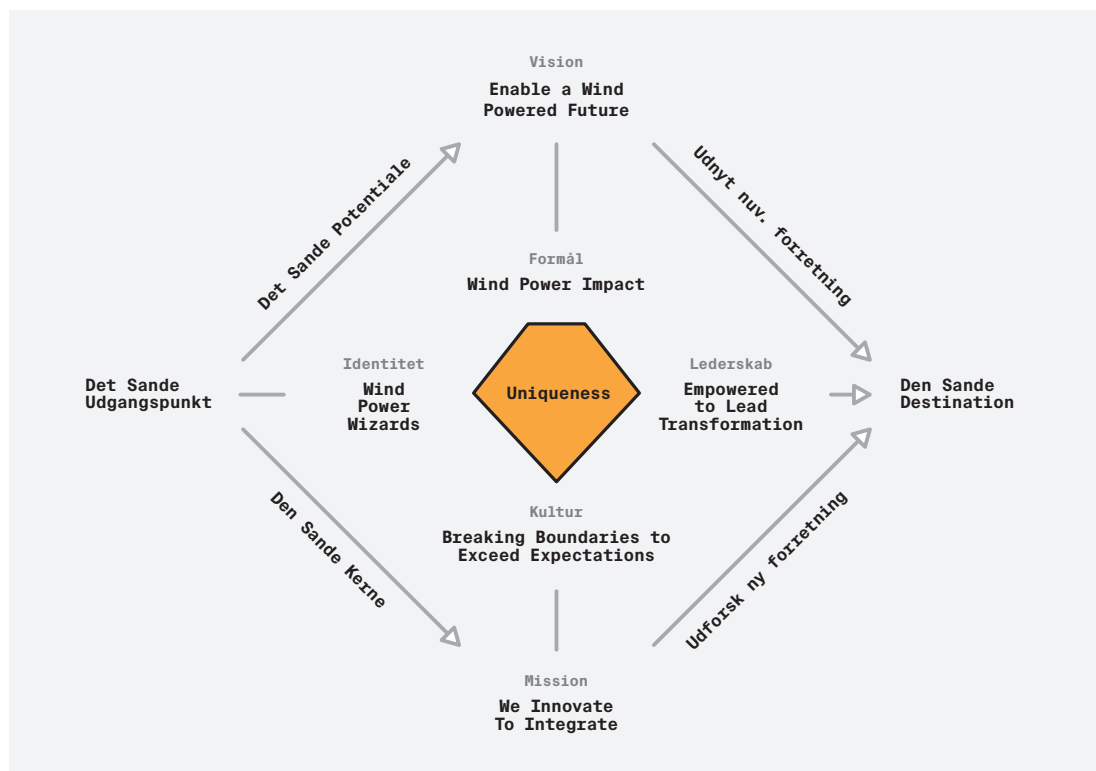 Vision
Enable a Wind
Powered Future
Det Sande Potentiale
Udnyt nuv. forretning
Formål
Wind Power Impact
Identitet
Wind
Power
Wizards
Uniqueness
Lederskab
Empowered
to Lead
Transformation
Det Sande
Udgangspunkt
Den Sande
Destination
Kultur
Breaking Boundaries to
Exceed Expectations
Den Sande Kerne
Udforsk ny forretning
Mission
We Innovate
To Integrate